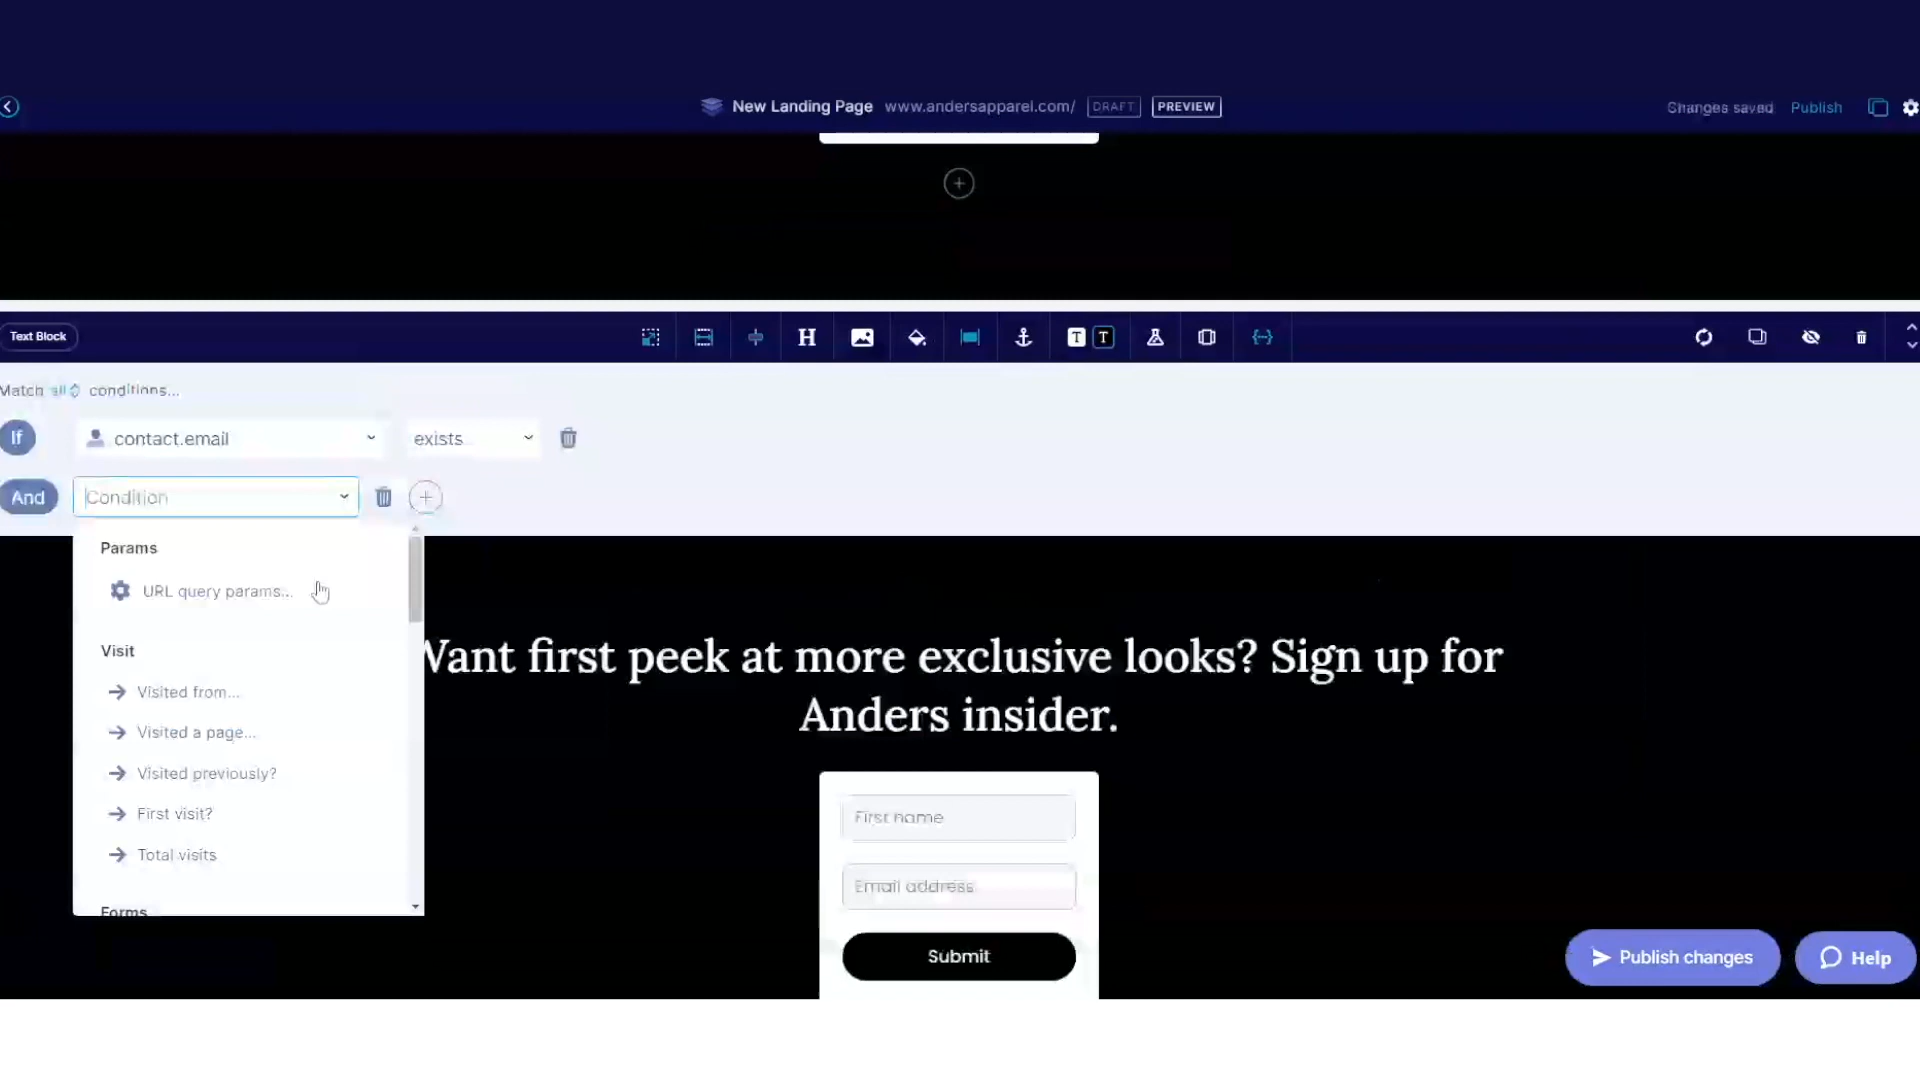 New Landing Page www.andersapparel.com/ DRAFT PREVIEW
Changes saved Publish
Text Block
H
T T
Match all conditions...
If contact.email exists
And Condition
Params
URL query params...
Visit
Visited from...
Visited a page...
Visited previously?
First visit?
Total visits
Forms
Want first peek at more exclusive looks? Sign up for
Anders insider.
First name
Email address
Submit
Publish changes
Help